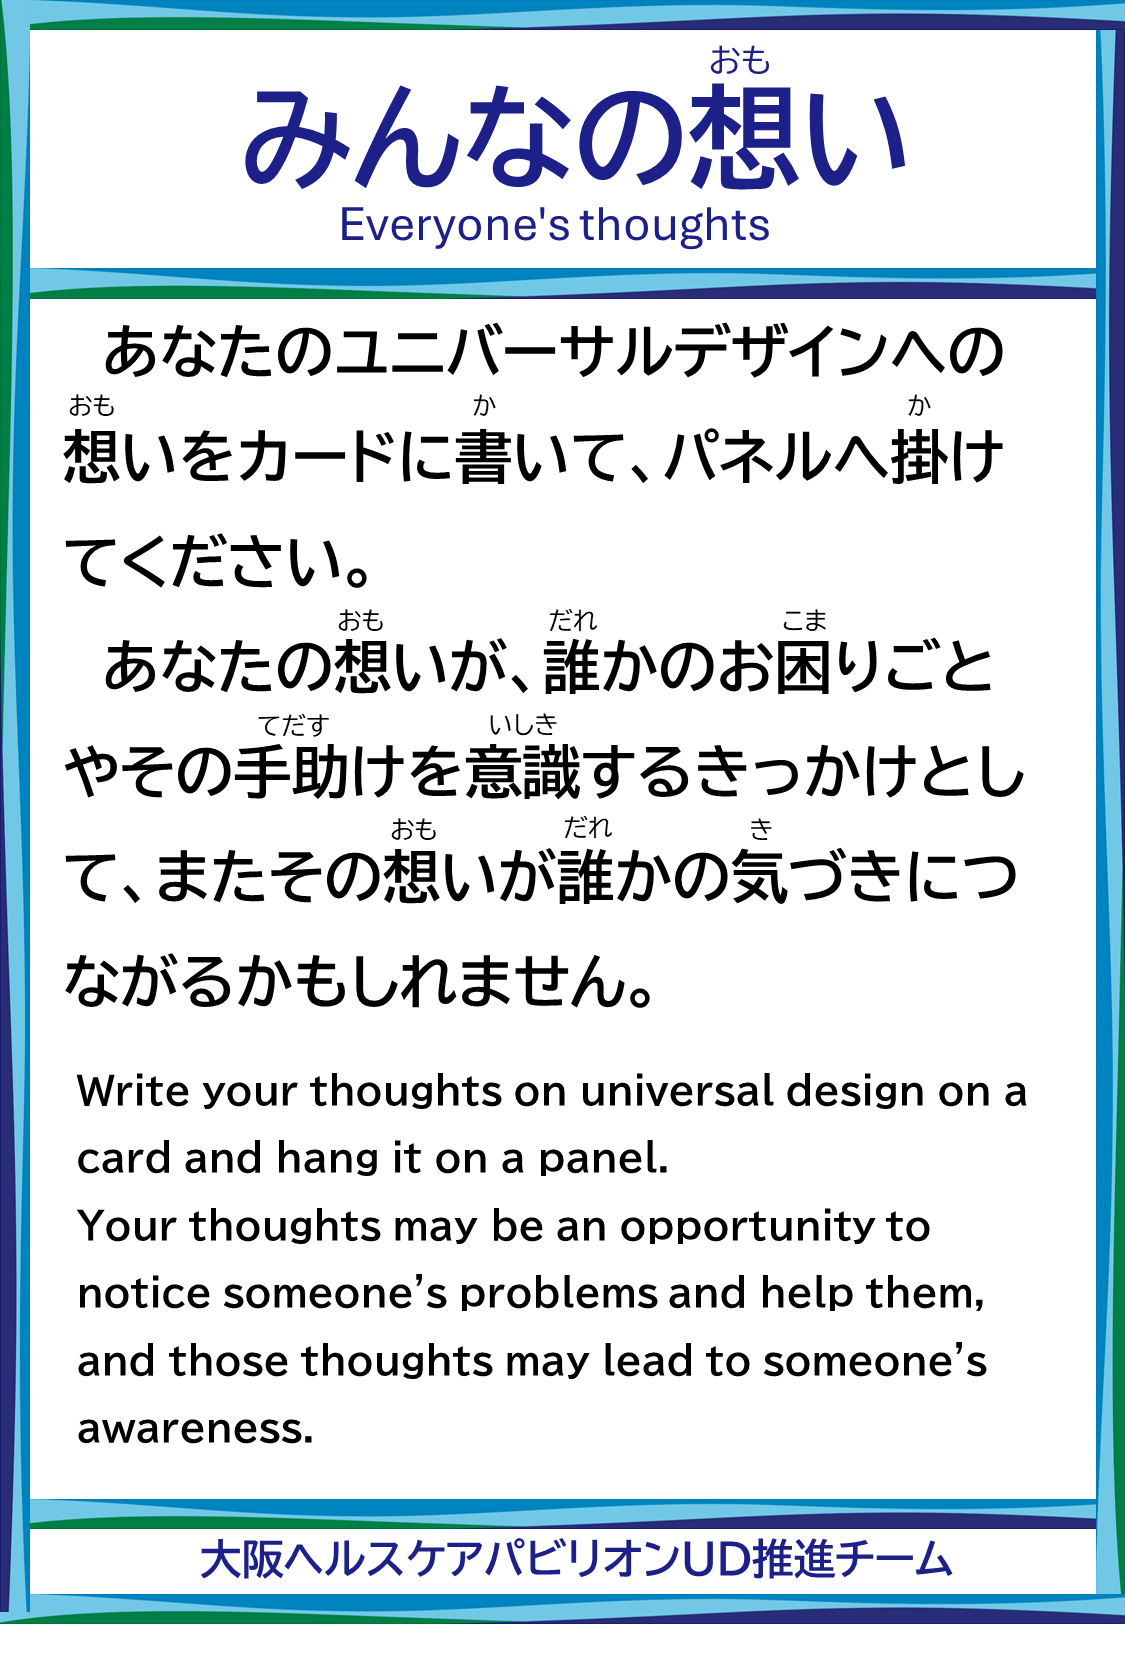 おも
みんなの想い
Everyone's thoughts
あなたのユニバーサルデザインへの
おも か か
想いをカードに書いて、パネルへ掛け
てください。
おも だれ こま
あなたの想いが、誰かのお困りごと
てだす いしき
やその手助けを意識するきっかけとし
おも だれ き
て、またその想いが誰かの気づきにつ
ながるかもしれません。
Write your thoughts on universal design on a
card and hang it on a panel.
Your thoughts may be an opportunity to
notice someone’s problems and help them,
and those thoughts may lead to someone’s
awareness.
大阪ヘルスケアパビリオンUD推進チーム